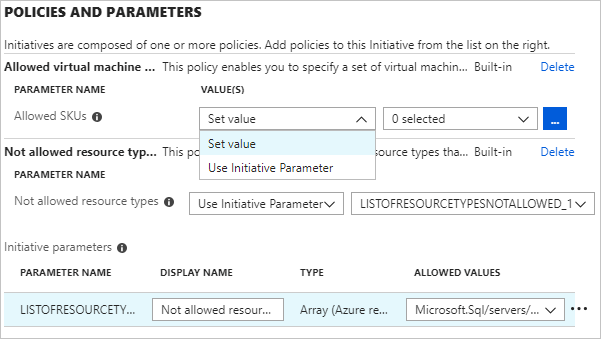 POLICIES AND PARAMETERS
Initiatives are composed of one or more policies. Add policies to this Initiative from the list on the right.
Allowed virtual machine ... This policy enables you to specify a set of virtual machin... Built-in Delete
PARAMETER NAME VALUE(S)
Allowed SKUs Set value 0 selected ...
Set value
Not allowed resource typ... This po resource types tha... Built-in Delete
Use Initiative Parameter
PARAMETER NAME
Not allowed resource types Use Initiative Parameter LISTOFRESOURCETYPESNOTALLOWED_1
Initiative parameters
PARAMETER NAME DISPLAY NAME TYPE ALLOWED VALUES
LISTOFRESOURCETY... Not allowed resour... Array (Azure re... Microsoft.Sql/servers/... ...